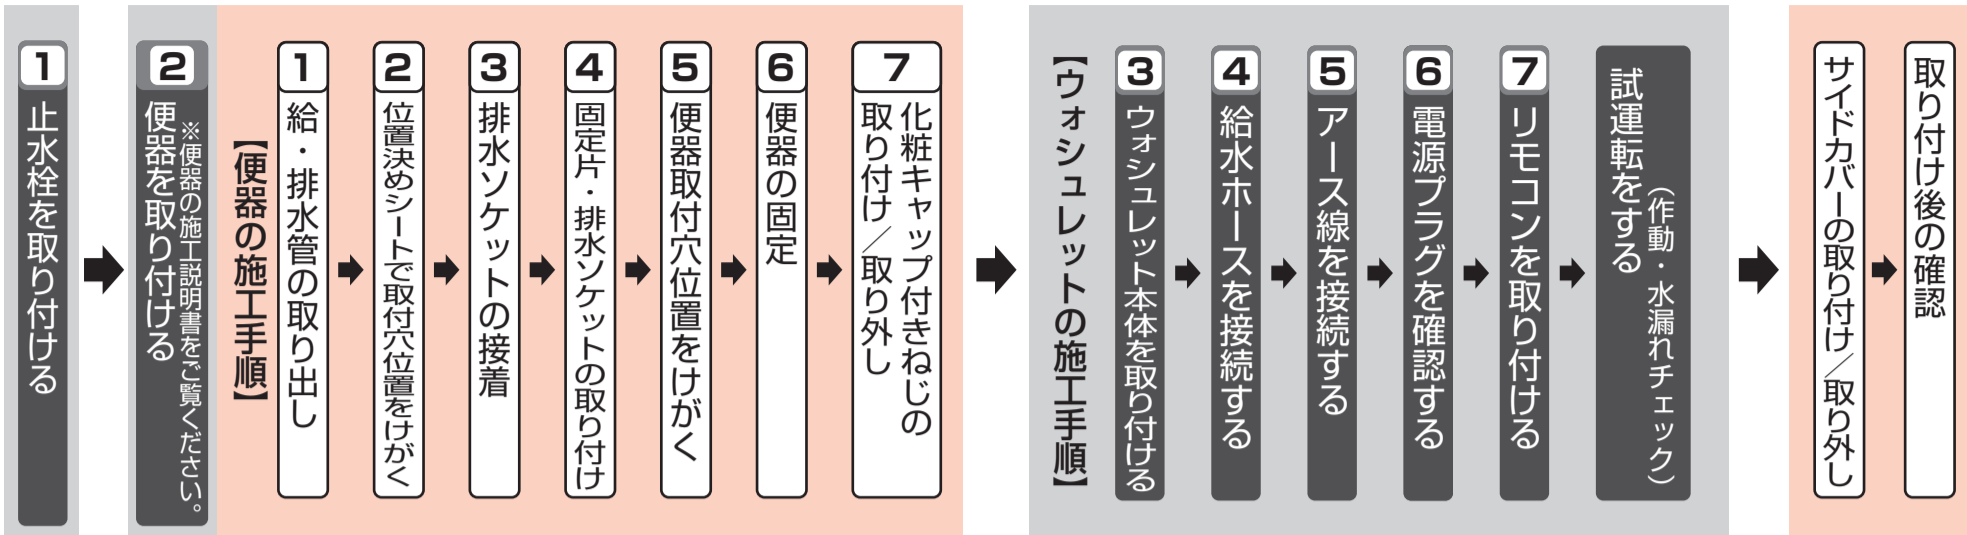 1
止水栓を取り付ける
2
便器を取り付ける
※便器の施工説明書をご覧ください。
【便器の施工手順】
1
給・排水管の取り出し
2
位置決めシートで取付穴位置をけがく
3
排水ソケットの接着
4
固定片・排水ソケットの取り付け
5
便器取付穴位置をけがく
6
便器の固定
7
化粧キャップ付きねじの
取り付け／取り外し
【ウォシュレットの施工手順】
3
ウォシュレット本体を取り付ける
4
給水ホースを接続する
5
アース線を接続する
6
電源プラグを確認する
7
リモコンを取り付ける
試運転をする
（作動・水漏れチェック）
サイドカバーの取り付け／取り外し
取り付け後の確認